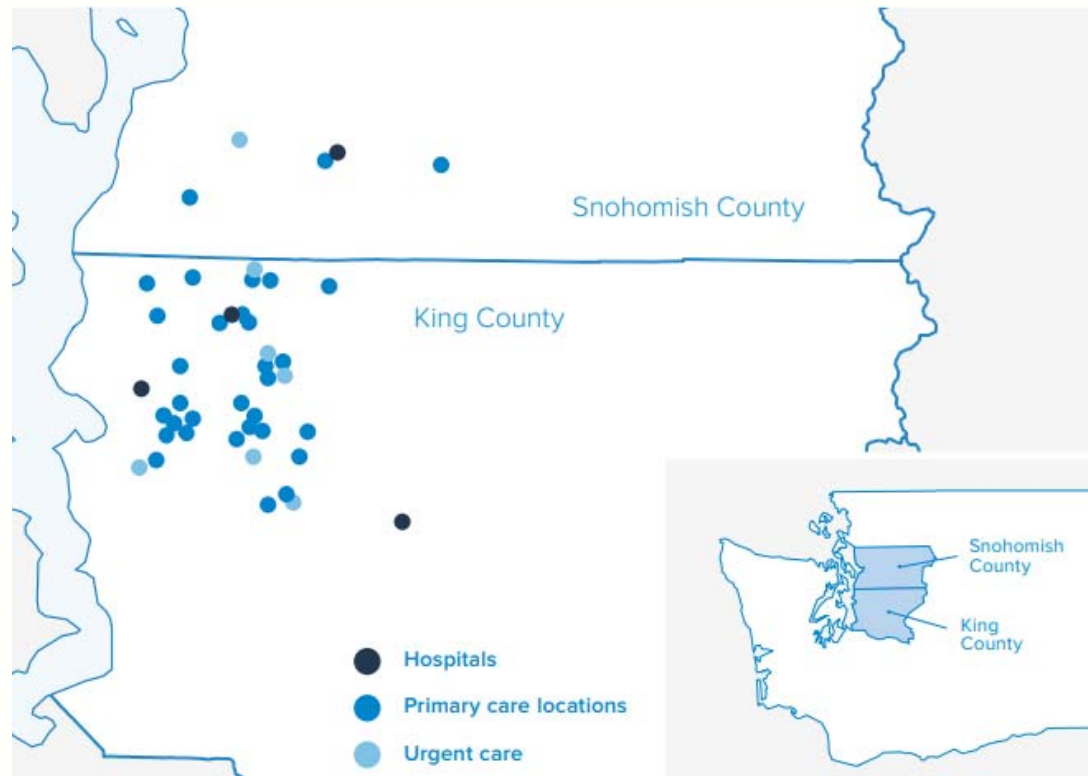 Snohomish County
King County
Hospitals
Primary care locations
Urgent care
Snohomish
County
King
County